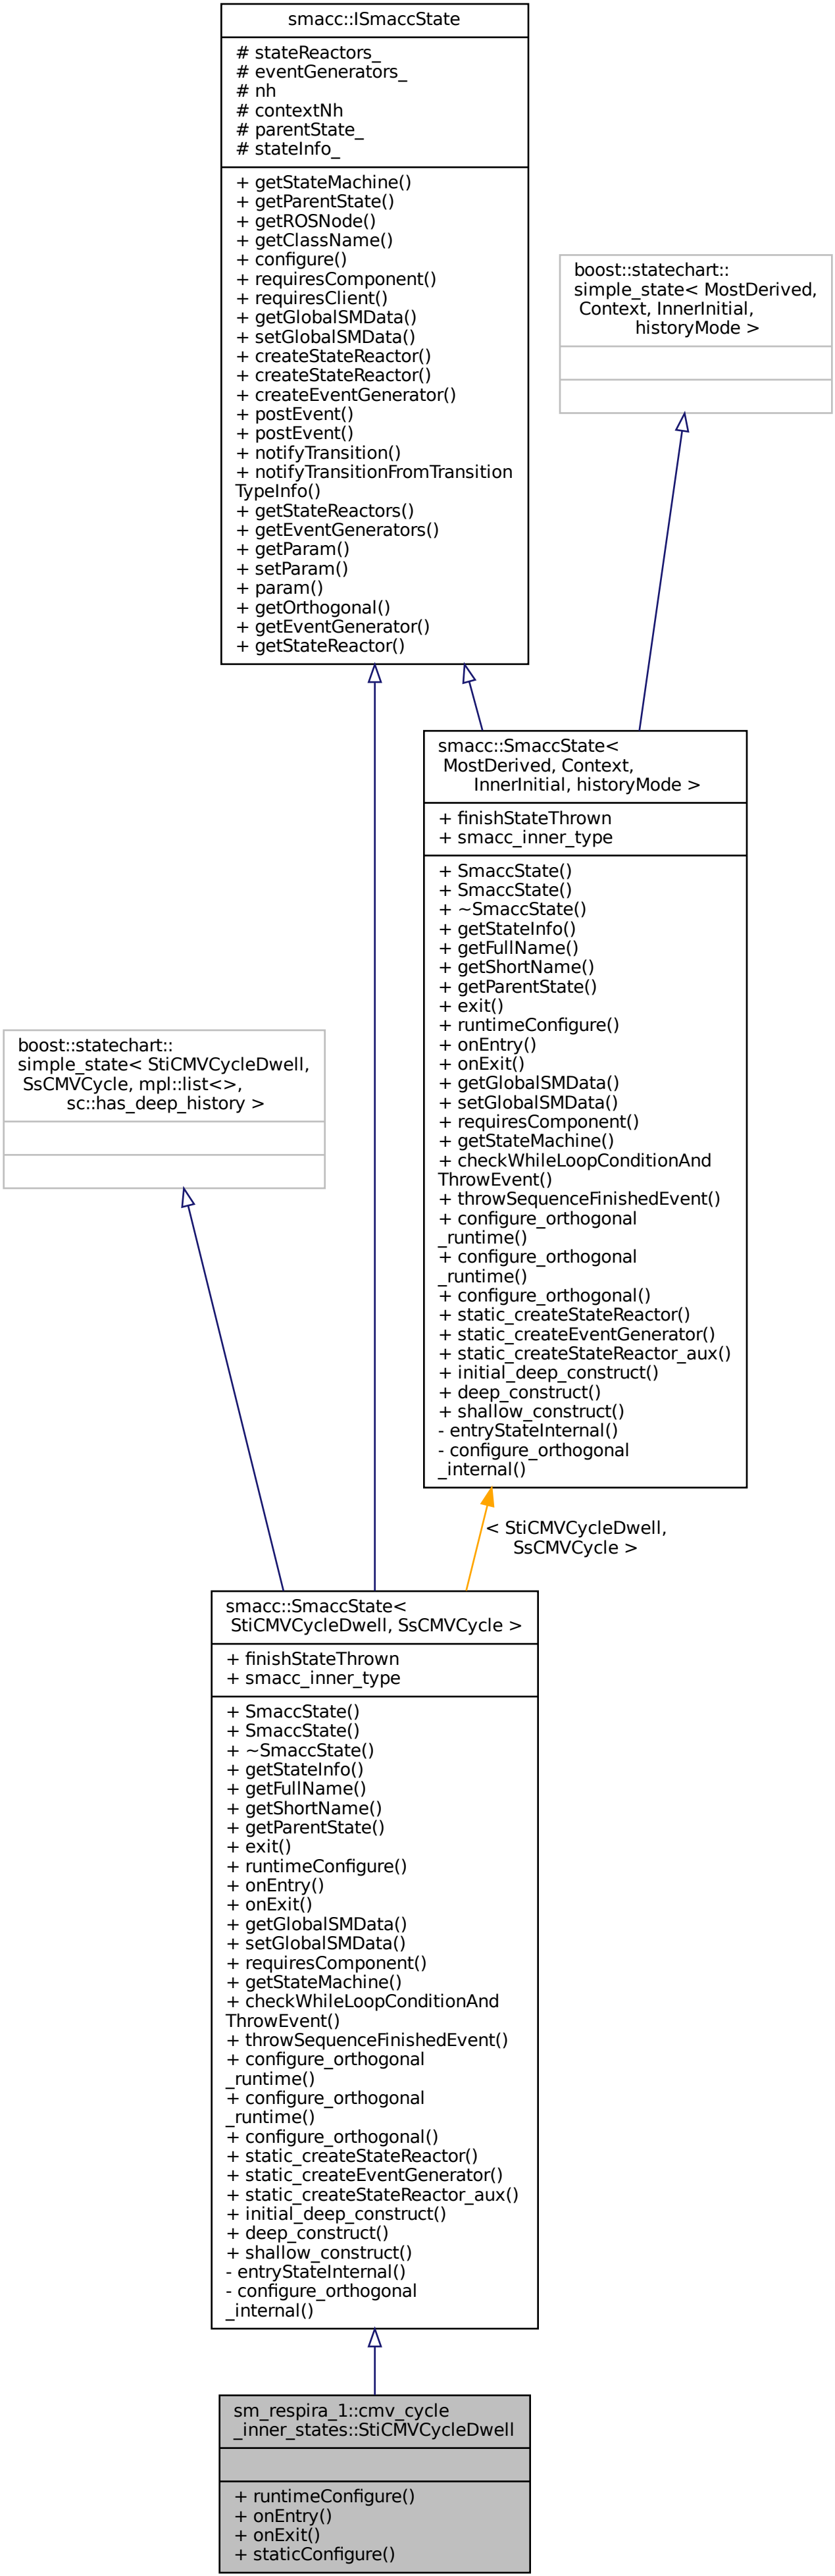 smacc::ISmaccState
# stateReactors_
# eventGenerators_
# nh
# contextNh
# parentState_
# stateInfo_
+ getStateMachine()
+ getParentState()
+ getROSNode()
+ getClassName()
+ configure()
+ requiresComponent()
+ requiresClient()
+ getGlobalSMData()
+ setGlobalSMData()
+ createStateReactor()
+ createStateReactor()
+ createEventGenerator()
+ postEvent()
+ postEvent()
+ notifyTransition()
+ notifyTransitionFromTransition
TypeInfo()
+ getStateReactors()
+ getEventGenerators()
+ getParam()
+ setParam()
+ param()
+ getOrthogonal()
+ getEventGenerator()
+ getStateReactor()
boost::statechart::
simple_state< MostDerived,
Context, InnerInitial,
historyMode >
smacc::SmaccState<
MostDerived, Context,
InnerInitial, historyMode >
+ finishStateThrown
+ smacc_inner_type
+ SmaccState()
+ SmaccState()
+ ~SmaccState()
+ getStateInfo()
+ getFullName()
+ getShortName()
+ getParentState()
+ exit()
+ runtimeConfigure()
+ onEntry()
+ onExit()
+ getGlobalSMData()
+ setGlobalSMData()
+ requiresComponent()
+ getStateMachine()
+ checkWhileLoopConditionAnd
ThrowEvent()
+ throwSequenceFinishedEvent()
+ configure_orthogonal
_runtime()
+ configure_orthogonal
_runtime()
+ configure_orthogonal()
+ static_createStateReactor()
+ static_createEventGenerator()
+ static_createStateReactor_aux()
+ initial_deep_construct()
+ deep_construct()
+ shallow_construct()
- entryStateInternal()
- configure_orthogonal
_internal()
boost::statechart::
simple_state< StiCMVCycleDwell,
SsCMVCycle, mpl::list<>,
sc::has_deep_history >
< StiCMVCycleDwell,
SsCMVCycle >
smacc::SmaccState<
StiCMVCycleDwell, SsCMVCycle >
+ finishStateThrown
+ smacc_inner_type
+ SmaccState()
+ SmaccState()
+ ~SmaccState()
+ getStateInfo()
+ getFullName()
+ getShortName()
+ getParentState()
+ exit()
+ runtimeConfigure()
+ onEntry()
+ onExit()
+ getGlobalSMData()
+ setGlobalSMData()
+ requiresComponent()
+ getStateMachine()
+ checkWhileLoopConditionAnd
ThrowEvent()
+ throwSequenceFinishedEvent()
+ configure_orthogonal
_runtime()
+ configure_orthogonal
_runtime()
+ configure_orthogonal()
+ static_createStateReactor()
+ static_createEventGenerator()
+ static_createStateReactor_aux()
+ initial_deep_construct()
+ deep_construct()
+ shallow_construct()
- entryStateInternal()
- configure_orthogonal
_internal()
sm_respira_1::cmv_cycle
_inner_states::StiCMVCycleDwell
+ runtimeConfigure()
+ onEntry()
+ onExit()
+ staticConfigure()